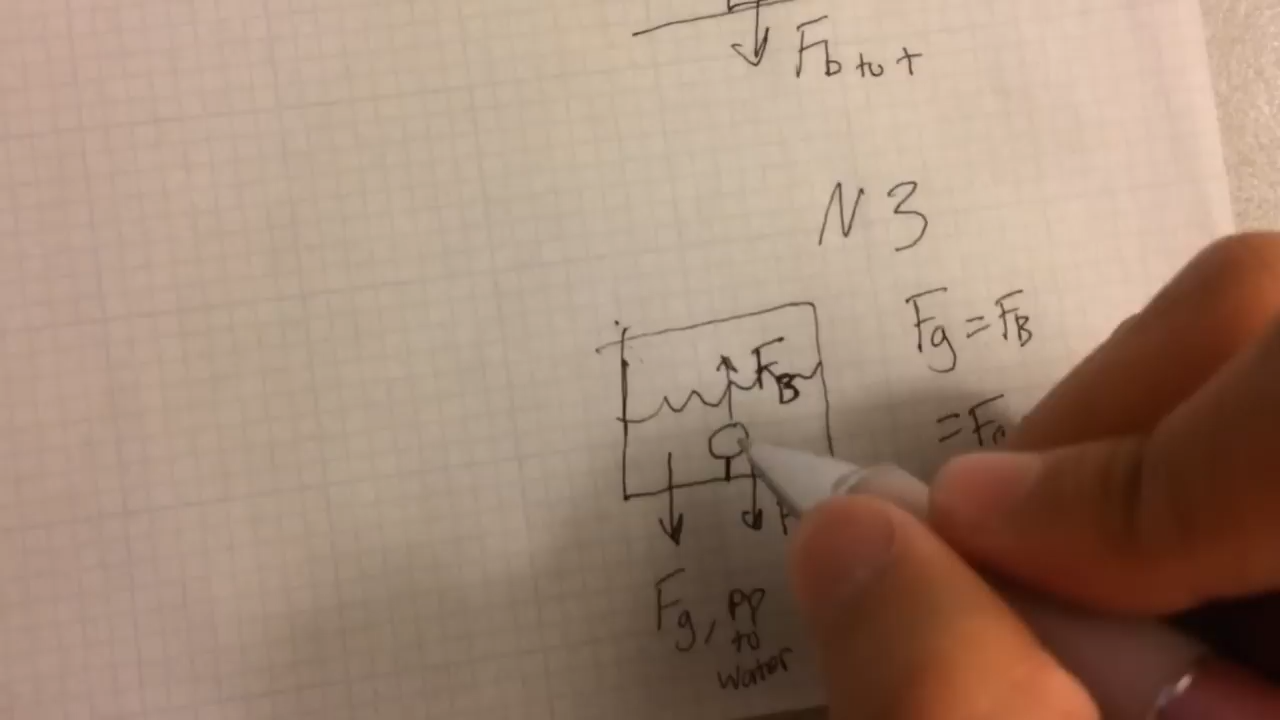 Fb to t
N3
Fg = FB
= F
FB
Fg, pp
to
water